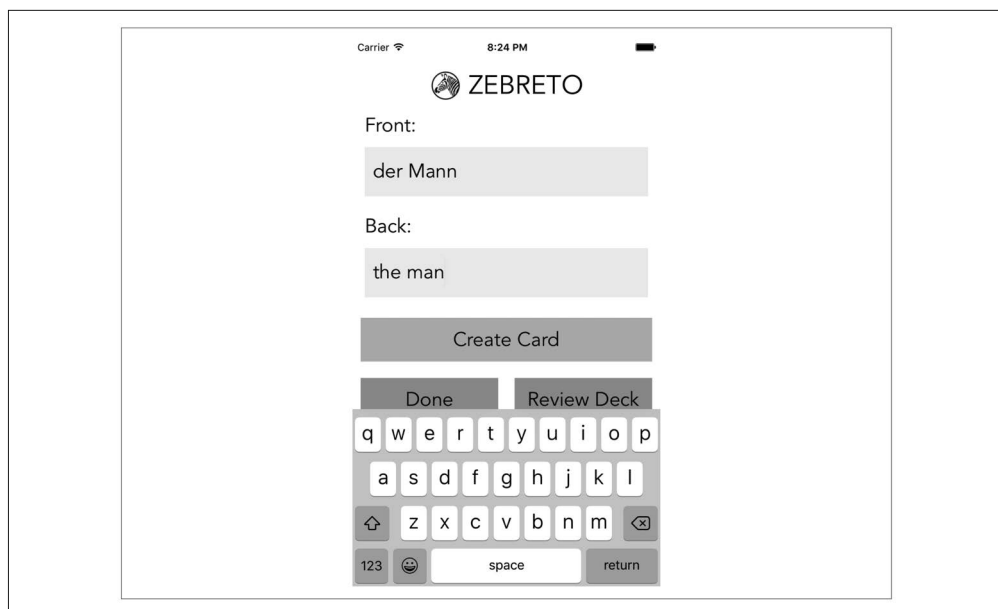 Carrier 8:24 PM
ZEBRETO
Front:
der Mann
Back:
the man
Create Card
Done Review Deck
q w e r t y u i o p
a s d f g h j k l
z x c v b n m
123 space return